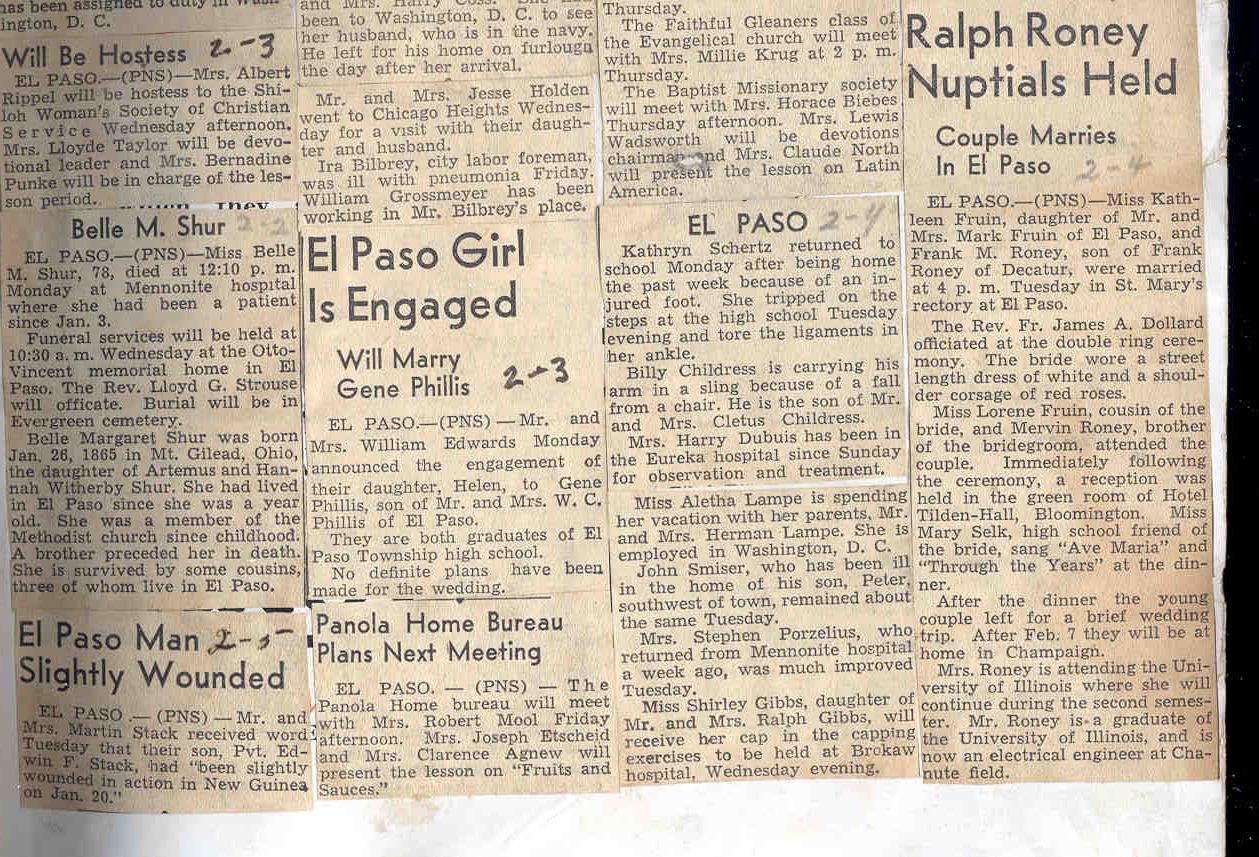 has been assigned to duty in Wash-
ington, D. C.
Will Be Hostess 2-3
EL PASO.—(PNS)—Mrs. Albert
Rippel will be hostess to the Shi-
loh Woman's Society of Christian
Service Wednesday afternoon.
Mrs. Lloyde Taylor will be devo-
tional leader and Mrs. Bernadine
Punke will be in charge of the les-
son period.
They
Belle M. Shur 2-2
EL PASO.—(PNS)—Miss Belle
M. Shur, 78, died at 12:10 p. m.
Monday at Mennonite hospital
where she had been a patient
since Jan. 3.
Funeral services will be held at
10:30 a. m. Wednesday at the Otto-
Vincent memorial home in El
Paso. The Rev. Lloyd G. Strouse
will officate. Burial will be in
Evergreen cemetery.
Belle Margaret Shur was born
Jan. 26, 1865 in Mt. Gilead, Ohio,
the daughter of Artemus and Han-
nah Witherby Shur. She had lived
in El Paso since she was a year
old. She was a member of the
Methodist church since childhood.
A brother preceded her in death.
She is survived by some cousins,
three of whom live in El Paso.
El Paso Man 2-5-
Slightly Wounded
EL PASO.—(PNS)—Mr. and
Mrs. Martin Stack received word
Tuesday that their son, Pvt. Ed-
win F. Stack, had "been slightly
wounded in action in New Guinea
on Jan. 20."
and Mrs. Harry
been to Washington, D. C. to see
her husband, who is in the navy.
He left for his home on furlough
the day after her arrival.
Mr. and Mrs. Jesse Holden
went to Chicago Heights Wednes-
day for a visit with their daugh-
ter and husband.
Ira Bilbrey, city labor foreman,
was ill with pneumonia Friday.
William Grossmeyer has been
working in Mr. Bilbrey's place.
El Paso Girl
Is Engaged
Will Marry
Gene Phillis 2-3
EL PASO.—(PNS)—Mr. and
Mrs. William Edwards Monday
announced the engagement of
their daughter, Helen, to Gene
Phillis, son of Mr. and Mrs. W. C.
Phillis of El Paso.
They are both graduates of El
Paso Township high school.
No definite plans have been
made for the wedding.
Panola Home Bureau
Plans Next Meeting
EL PASO. — (PNS) — The
Panola Home bureau will meet
with Mrs. Robert Mool Friday
afternoon. Mrs. Joseph Etscheid
and Mrs. Clarence Agnew will
present the lesson on "Fruits and
Sauces."
Thursday.
The Faithful Gleaners class of
the Evangelical church will meet
with Mrs. Millie Krug at 2 p. m.
Thursday.
The Baptist Missionary society
will meet with Mrs. Horace Biebes
Thursday afternoon. Mrs. Lewis
Wadsworth will be devotions
chairman and Mrs. Claude North
will present the lesson on Latin
America.
EL PASO 2-4
Kathryn Schertz returned to
school Monday after being home
the past week because of an in-
jured foot. She tripped on the
steps at the high school Tuesday
evening and tore the ligaments in
her ankle.
Billy Childress is carrying his
arm in a sling because of a fall
from a chair. He is the son of Mr.
and Mrs. Cletus Childress.
Mrs. Harry Dubuis has been in
the Eureka hospital since Sunday
for observation and treatment.
Miss Aletha Lampe is spending
her vacation with her parents, Mr.
and Mrs. Herman Lampe. She is
employed in Washington, D. C.
John Smiser, who has been ill
in the home of his son, Peter,
southwest of town, remained about
the same Tuesday.
Mrs. Stephen Porzelius, who
returned from Mennonite hospital
a week ago, was much improved
Tuesday.
Miss Shirley Gibbs, daughter of
Mr. and Mrs. Ralph Gibbs, will
receive her cap in the capping
exercises to be held at Brokaw
hospital, Wednesday evening.
Ralph Roney
Nuptials Held
Couple Marries
In El Paso 2-4
EL PASO.—(PNS)—Miss Kath-
leen Fruin, daughter of Mr. and
Mrs. Mark Fruin of El Paso, and
Frank M. Roney, son of Frank
Roney of Decatur, were married
at 4 p. m. Tuesday in St. Mary's
rectory at El Paso.
The Rev. Fr. James A. Dollard
officiated at the double ring cere-
mony. The bride wore a street
length dress of white and a shoul-
der corsage of red roses.
Miss Lorene Fruin, cousin of the
bride, and Mervin Roney, brother
of the bridegroom, attended the
couple. Immediately following
the ceremony, a reception was
held in the green room of Hotel
Tilden-Hall, Bloomington. Miss
Mary Selk, high school friend of
the bride, sang "Ave Maria" and
"Through the Years" at the din-
ner.
After the dinner the young
couple left for a brief wedding
trip. After Feb. 7 they will be at
home in Champaign.
Mrs. Roney is attending the Uni-
versity of Illinois where she will
continue during the second semes-
ter. Mr. Roney is a graduate of
the University of Illinois, and is
now an electrical engineer at Cha-
nute field.